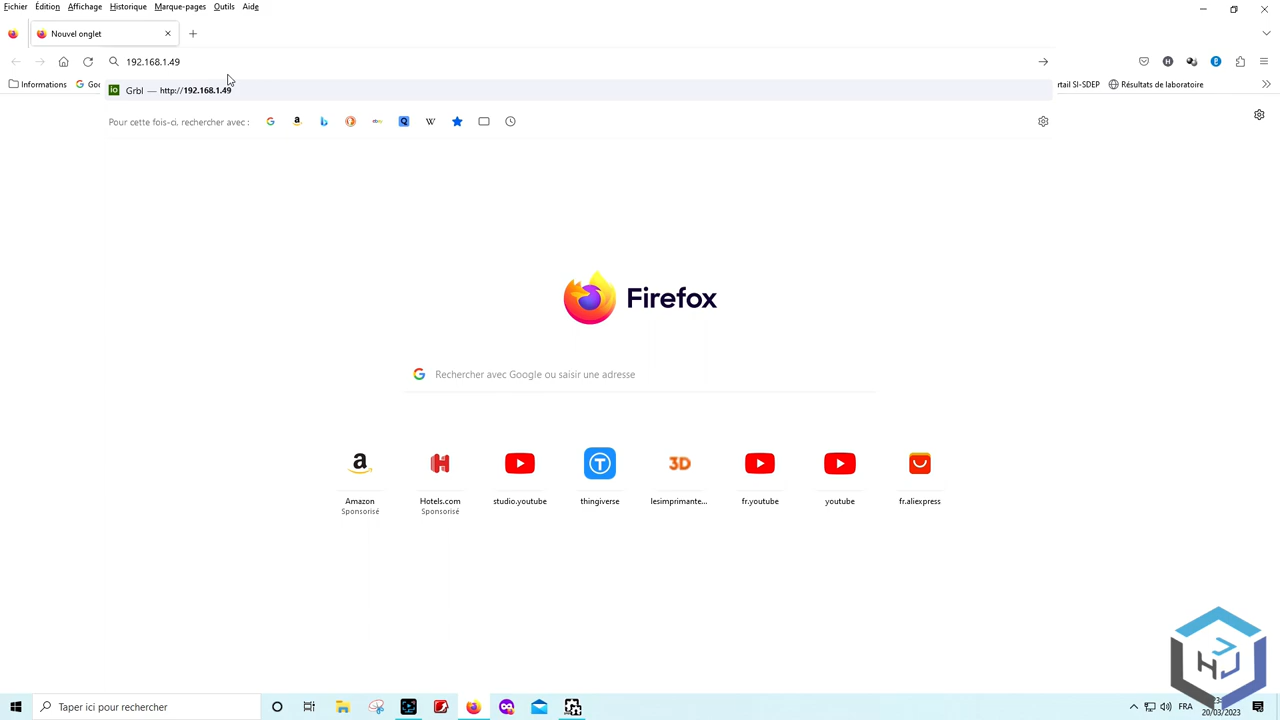 Fichier Édition Affichage Historique Marque-pages Outils Aide
Nouvel onglet
192.168.1.49
Informations
Grbl — http://192.168.1.49
Résultats de laboratoire
Pour cette fois-ci, rechercher avec :
Firefox
Rechercher avec Google ou saisir une adresse
Amazon Hotels.com studio.youtube thingiverse lesimprimante... fr.youtube youtube fr.aliexpress
Sponsorisé Sponsorisé
Taper ici pour rechercher
FRA
20/03/2023